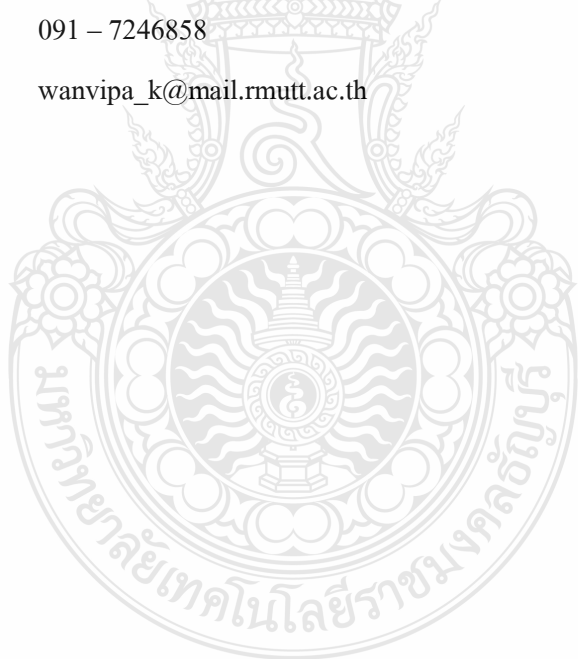 091 – 7246858
wanvipa_k@mail.rmutt.ac.th
มหาวิทยาลัยเทคโนโลยีราชมงคลธัญบุรี